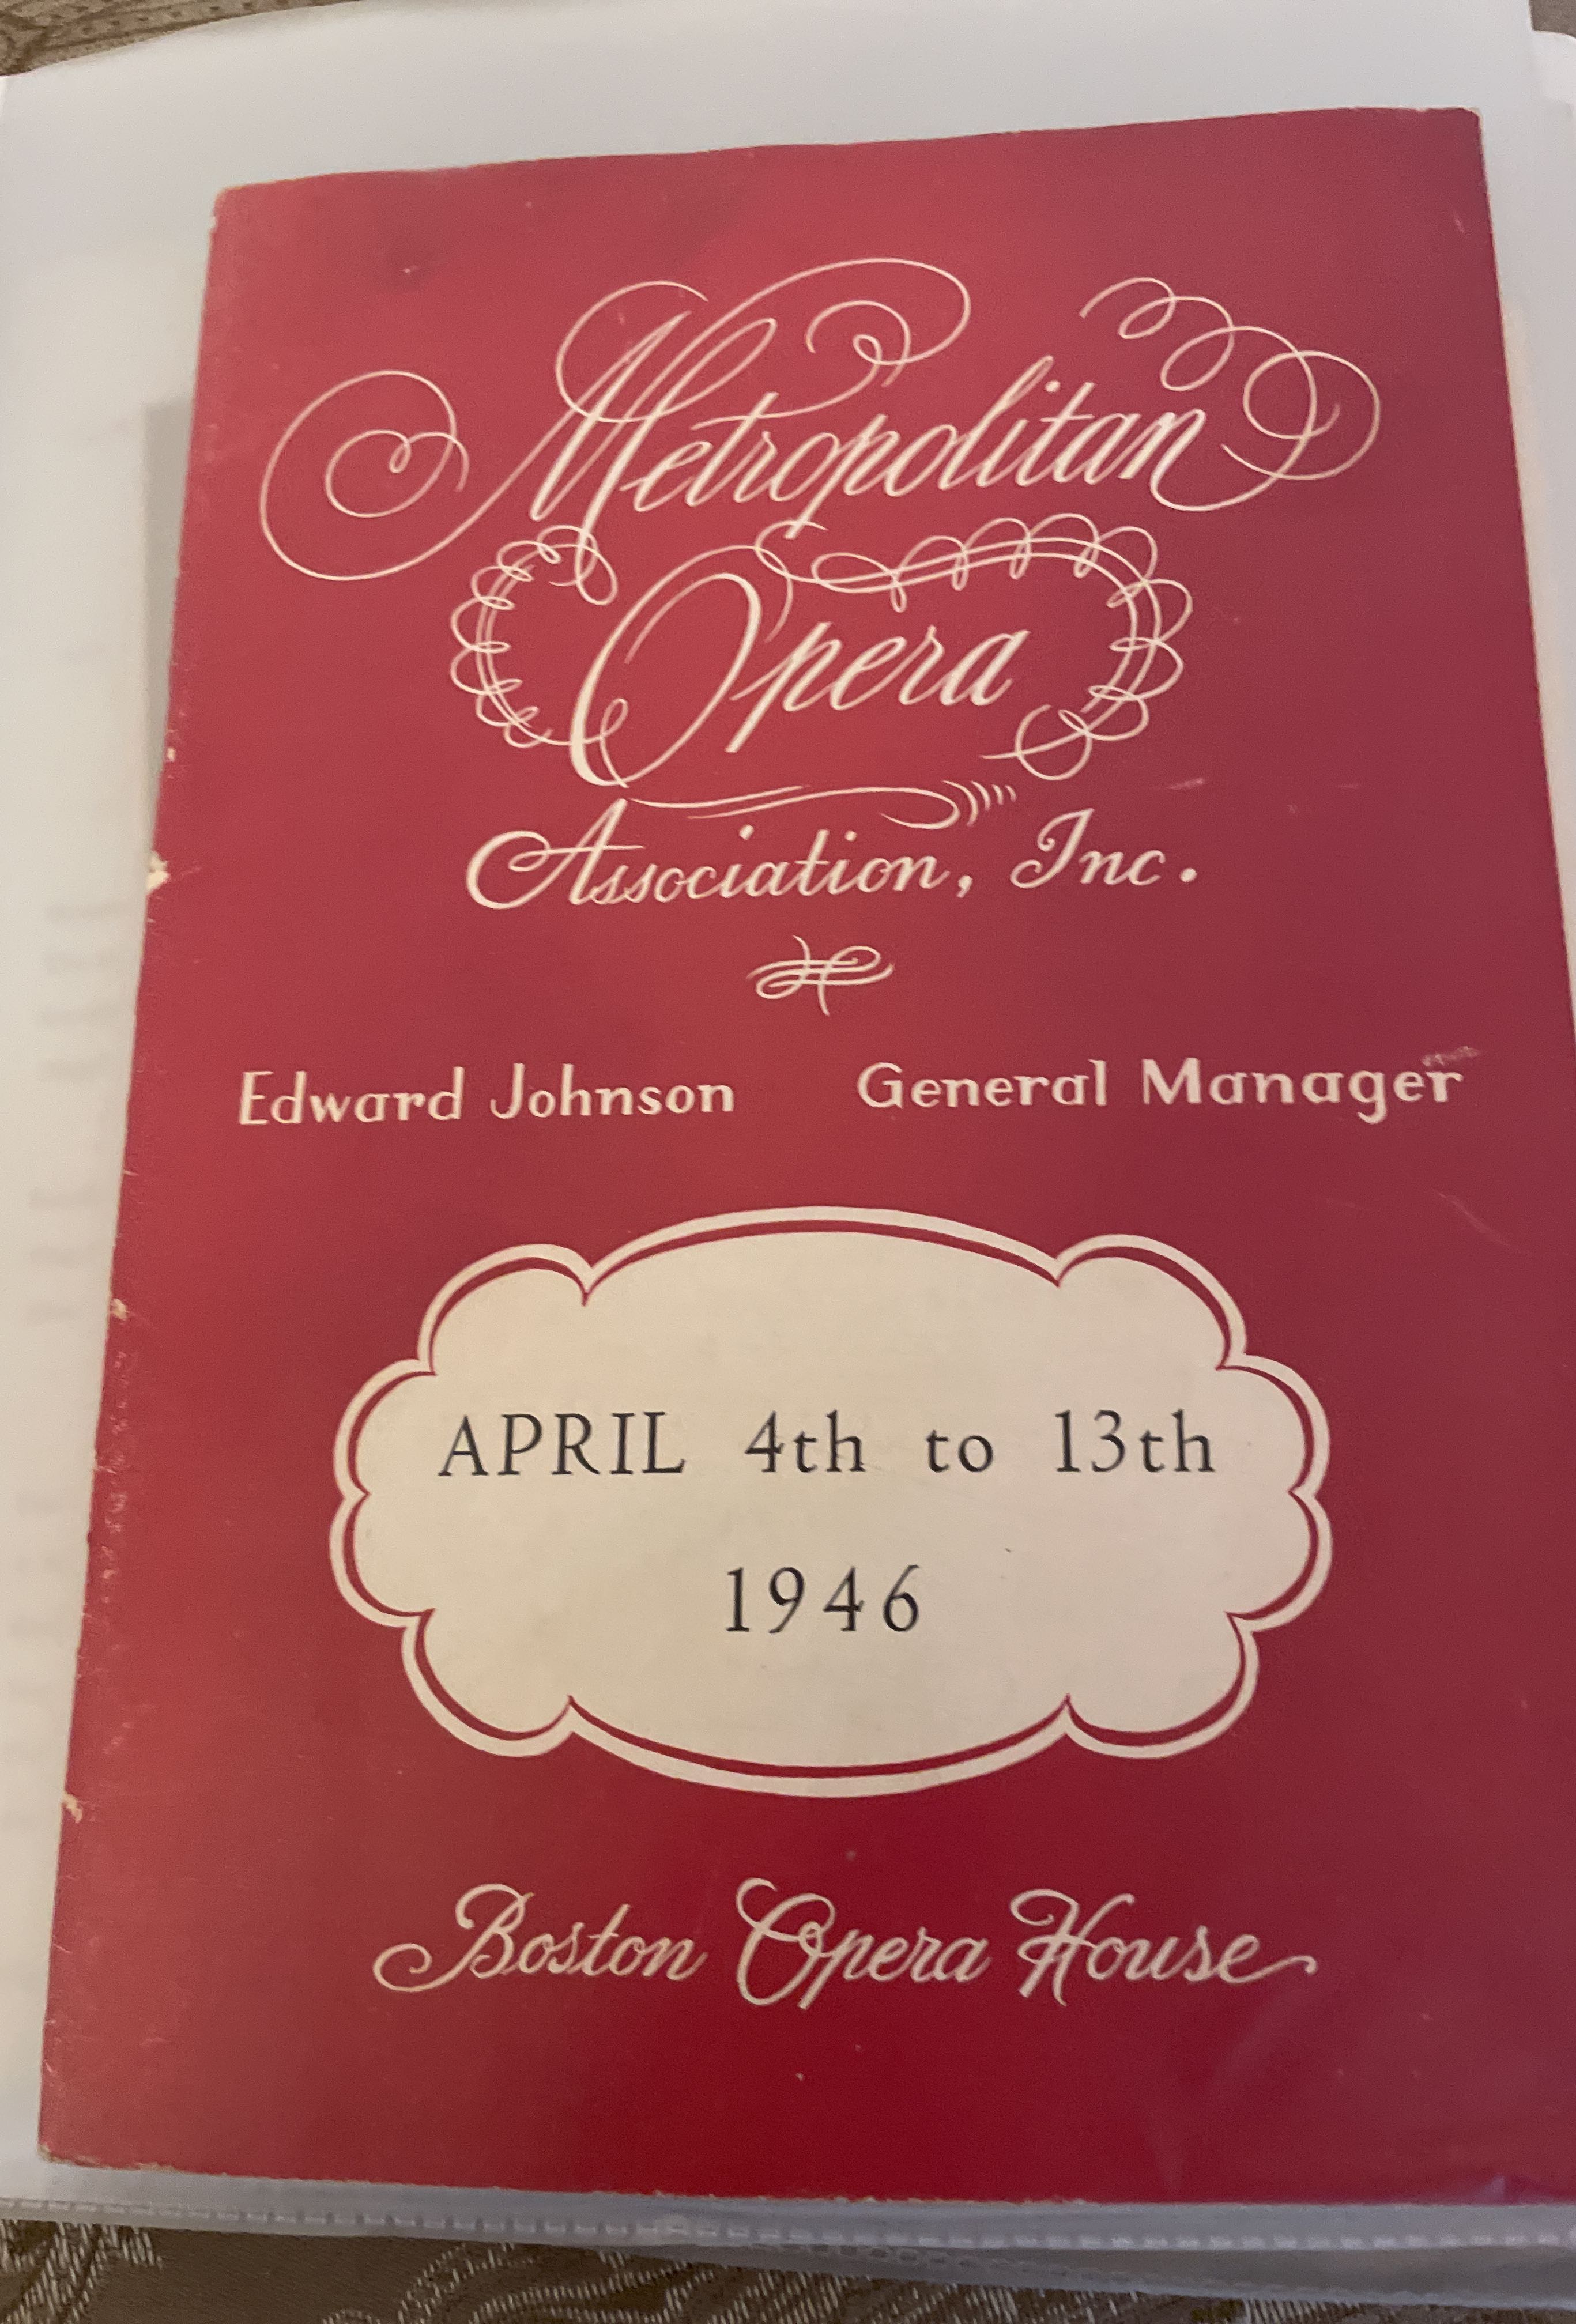 Metropolitan
Opera
Association, Inc.
Edward Johnson General Manager
APRIL 4th to 13th
1946
Boston Opera House